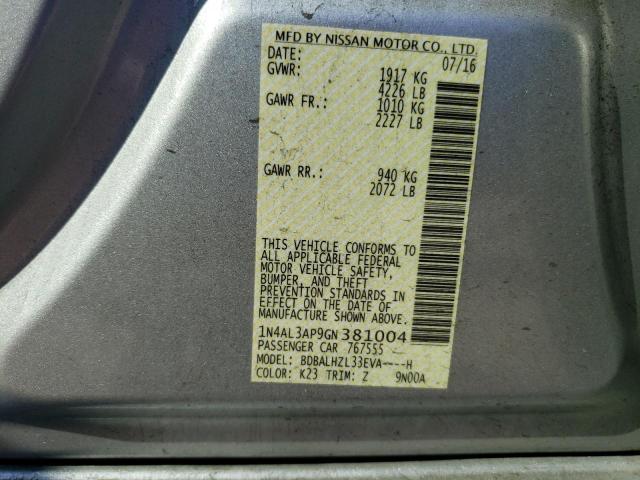 MFD BY NISSAN MOTOR CO., LTD.
DATE: 07/16
GVWR: 1917 KG
4226 LB
GAWR FR.: 1010 KG
2227 LB
GAWR RR.: 940 KG
2072 LB
THIS VEHICLE CONFORMS TO
ALL APPLICABLE FEDERAL
MOTOR VEHICLE SAFETY,
BUMPER, AND THEFT
PREVENTION STANDARDS IN
EFFECT ON THE DATE OF
MANUFACTURE SHOWN ABOVE.
1N4AL3AP9GN381004
PASSENGER CAR 767555
MODEL: BDBALHZL33EVA----H
COLOR: K23 TRIM: Z 9N00A